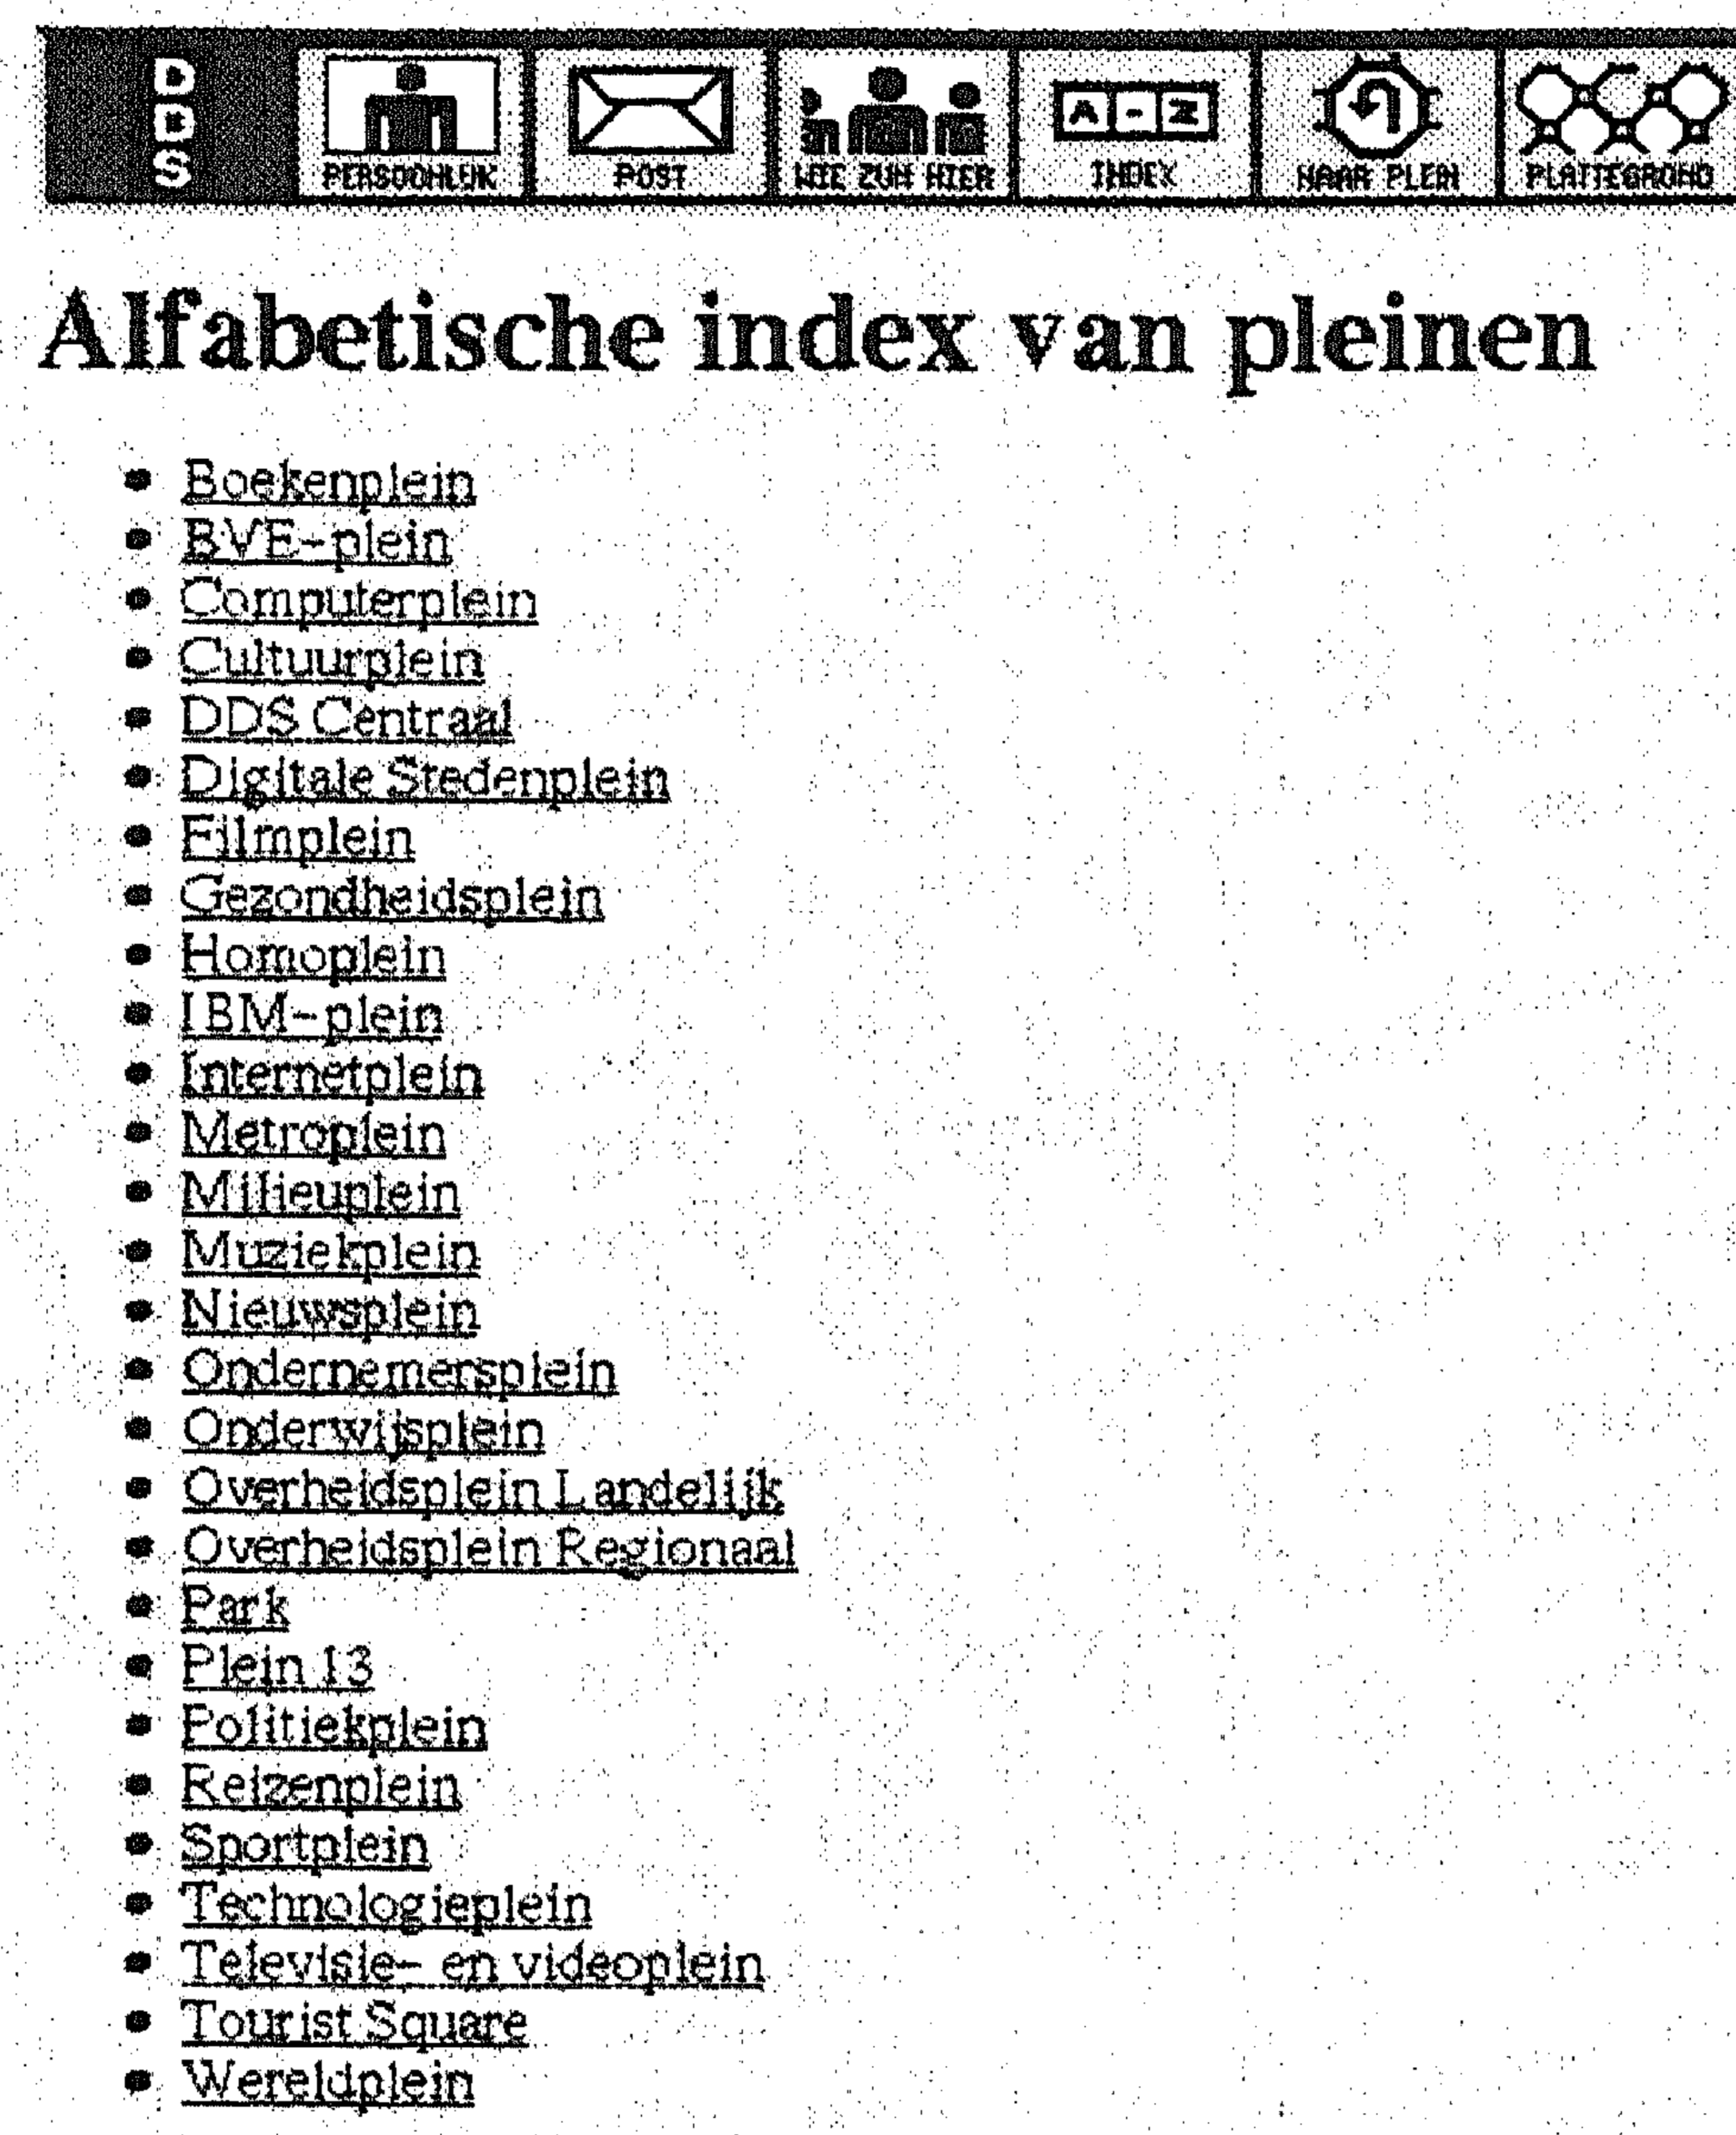 DDS
PERSOONLIJK POST WIE ZIJN HIER A-Z INDEX NAAR PLEIN PLATTEGROND
Alfabetische index van pleinen
Boekenplein
BVE-plein
Computerplein
Cultuurplein
DDS Centraal
Digitale Stedenplein
Filmplein
Gezondheidsplein
Homoplein
IBM-plein
Internetplein
Metroplein
Milieuplein
Muziekplein
Nieuwsplein
Ondernemersplein
Onderwijsplein
Overheidsplein Landelijk
Overheidsplein Regionaal
Park
Plein 13
Politiekplein
Reizenplein
Sportplein
Technologieplein
Televisie- en videoplein
Tourist Square
Wereldplein